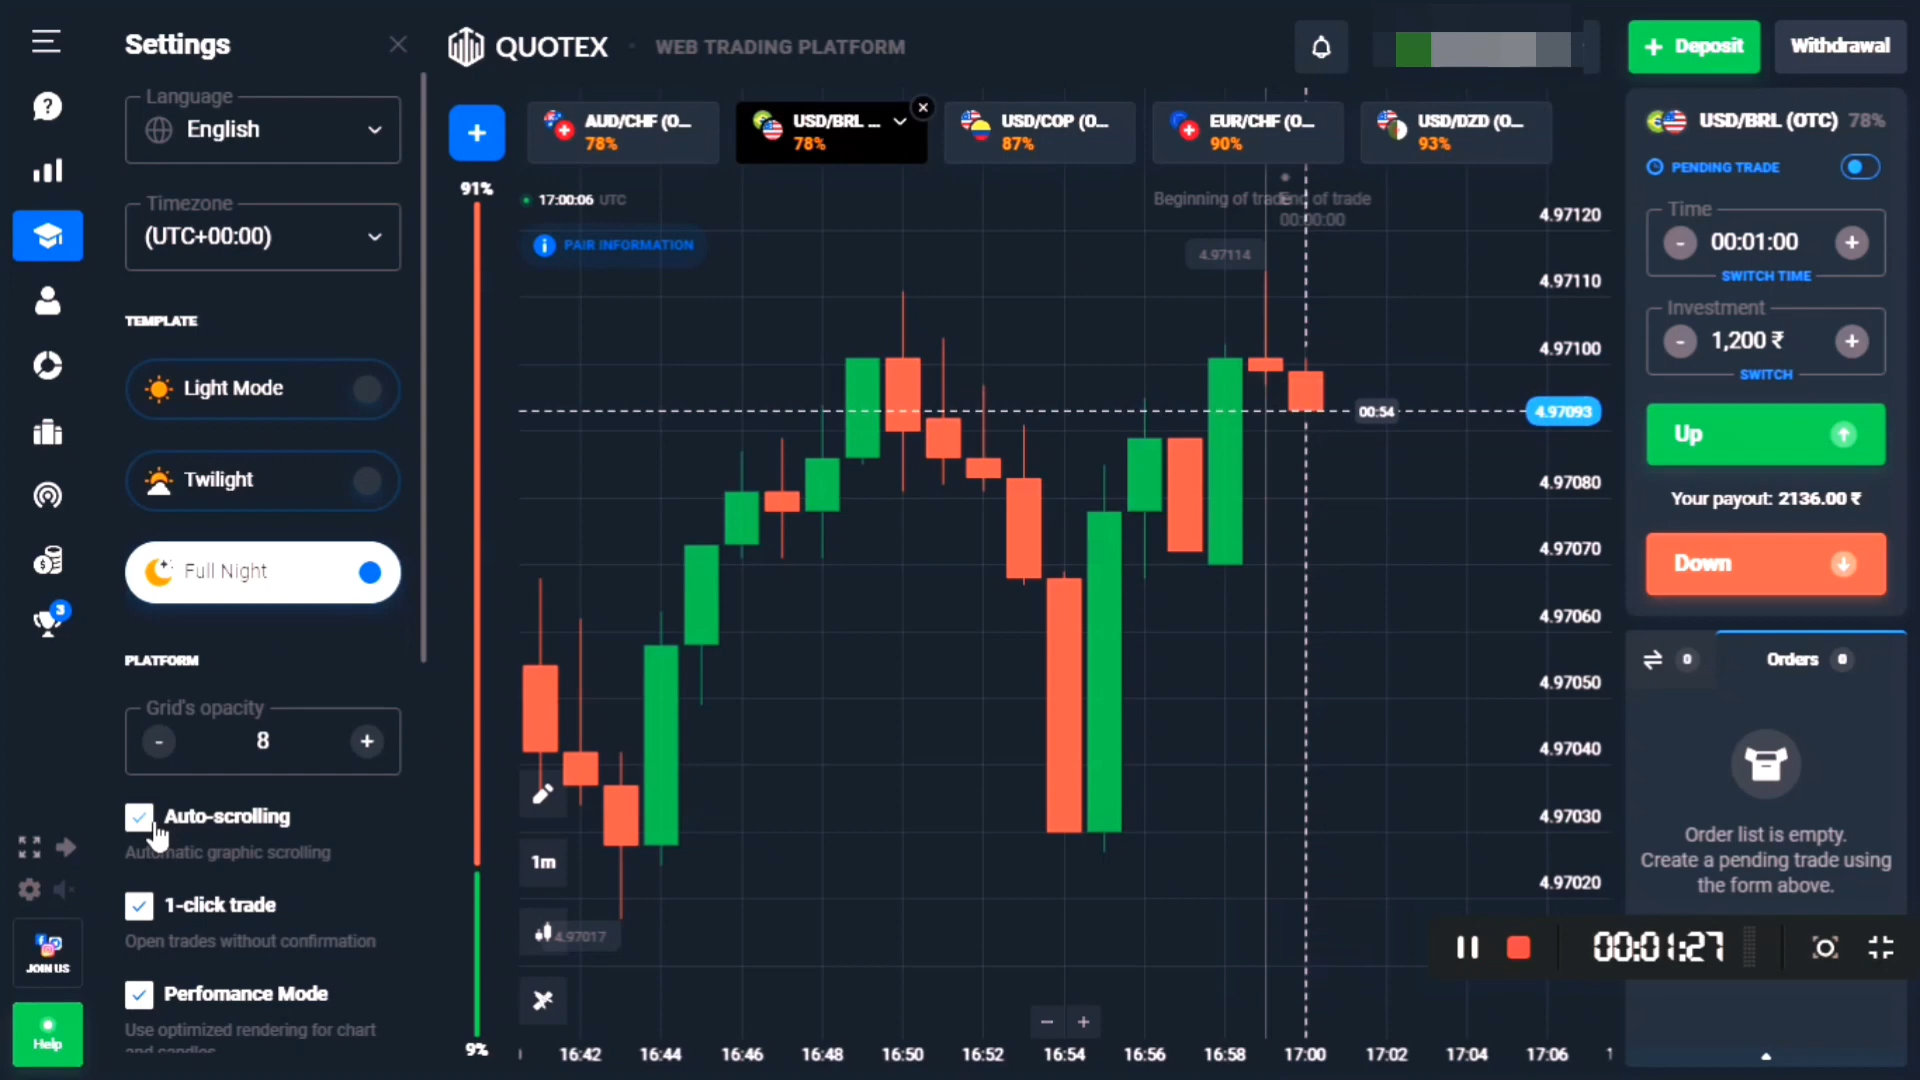 Settings
QUOTEX
WEB TRADING PLATFORM
Deposit
Withdrawal
Language
English
Timezone
(UTC+00:00)
TEMPLATE
Light Mode
Twilight
Full Night
PLATFORM
Grid's opacity
- 8 +
Auto-scrolling
Automatic graphic scrolling
1-click trade
Open trades without confirmation
Perfomance Mode
Use optimized rendering for chart
and candles
3
JOIN US
Help
AUD/CHF (O...
78%
USD/BRL ...
78%
USD/COP (O...
87%
EUR/CHF (O...
90%
USD/DZD (O...
93%
91%
9%
17:00:06 UTC
PAIR INFORMATION
Beginning of trade
End of trade
00:00:00
4.97114
4.97120
4.97110
4.97100
00:54
4.97093
4.97080
4.97070
4.97060
4.97050
4.97040
4.97030
4.97020
1m
4.97017
16:42 16:44 16:46 16:48 16:50 16:52 16:54 16:56 16:58 17:00 17:02 17:04 17:06
USD/BRL (OTC) 78%
PENDING TRADE
Time
- 00:01:00 +
SWITCH TIME
Investment
- 1,200 ₹ +
SWITCH
Up
Your payout: 2136.00 ₹
Down
0
Orders 0
Order list is empty.
Create a pending trade using
the form above.
00:01:27